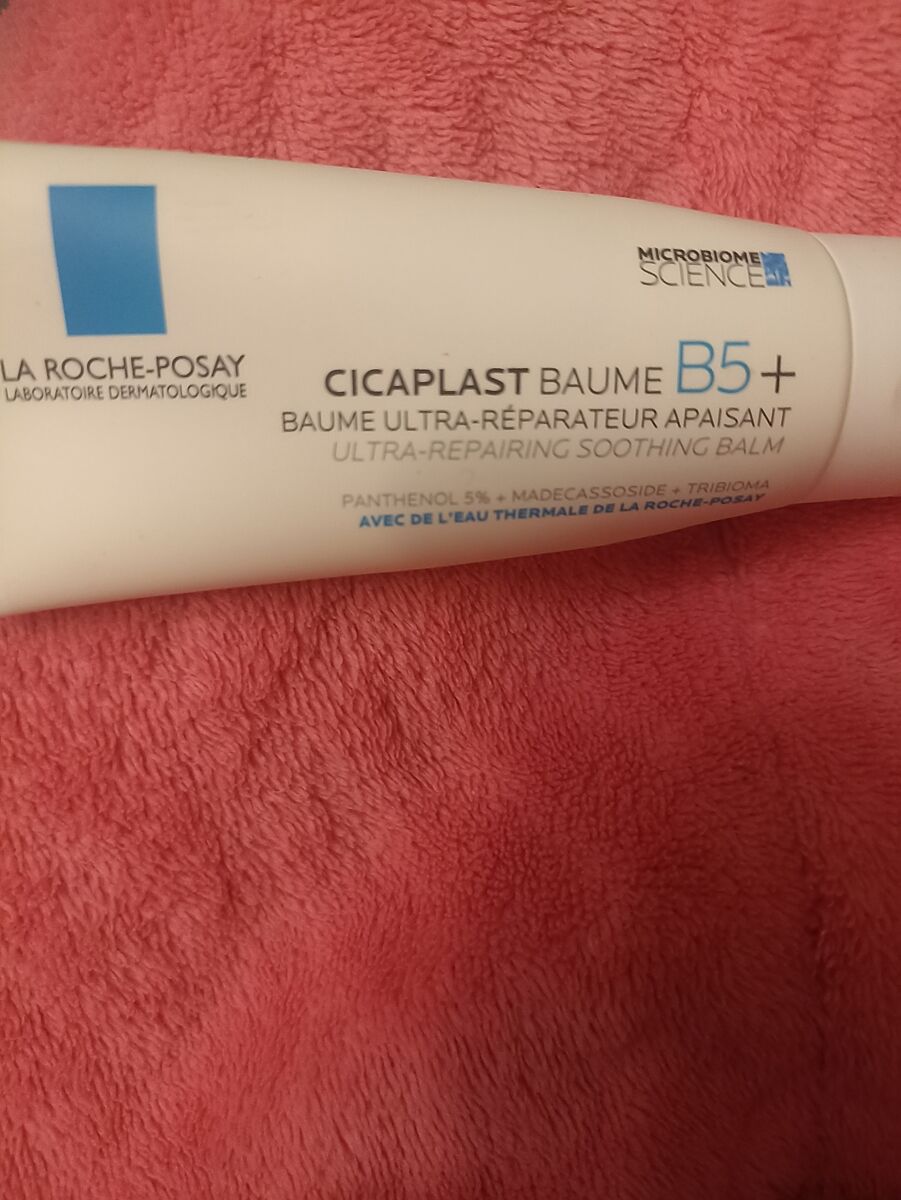 LA ROCHE-POSAY
LABORATOIRE DERMATOLOGIQUE
MICROBIOME
SCIENCE
CICAPLAST BAUME B5+
BAUME ULTRA-RÉPARATEUR APAISANT
ULTRA-REPAIRING SOOTHING BALM
PANTHENOL 5% + MADECASSOSIDE + TRIBIOMA
AVEC DE L'EAU THERMALE DE LA ROCHE-POSAY